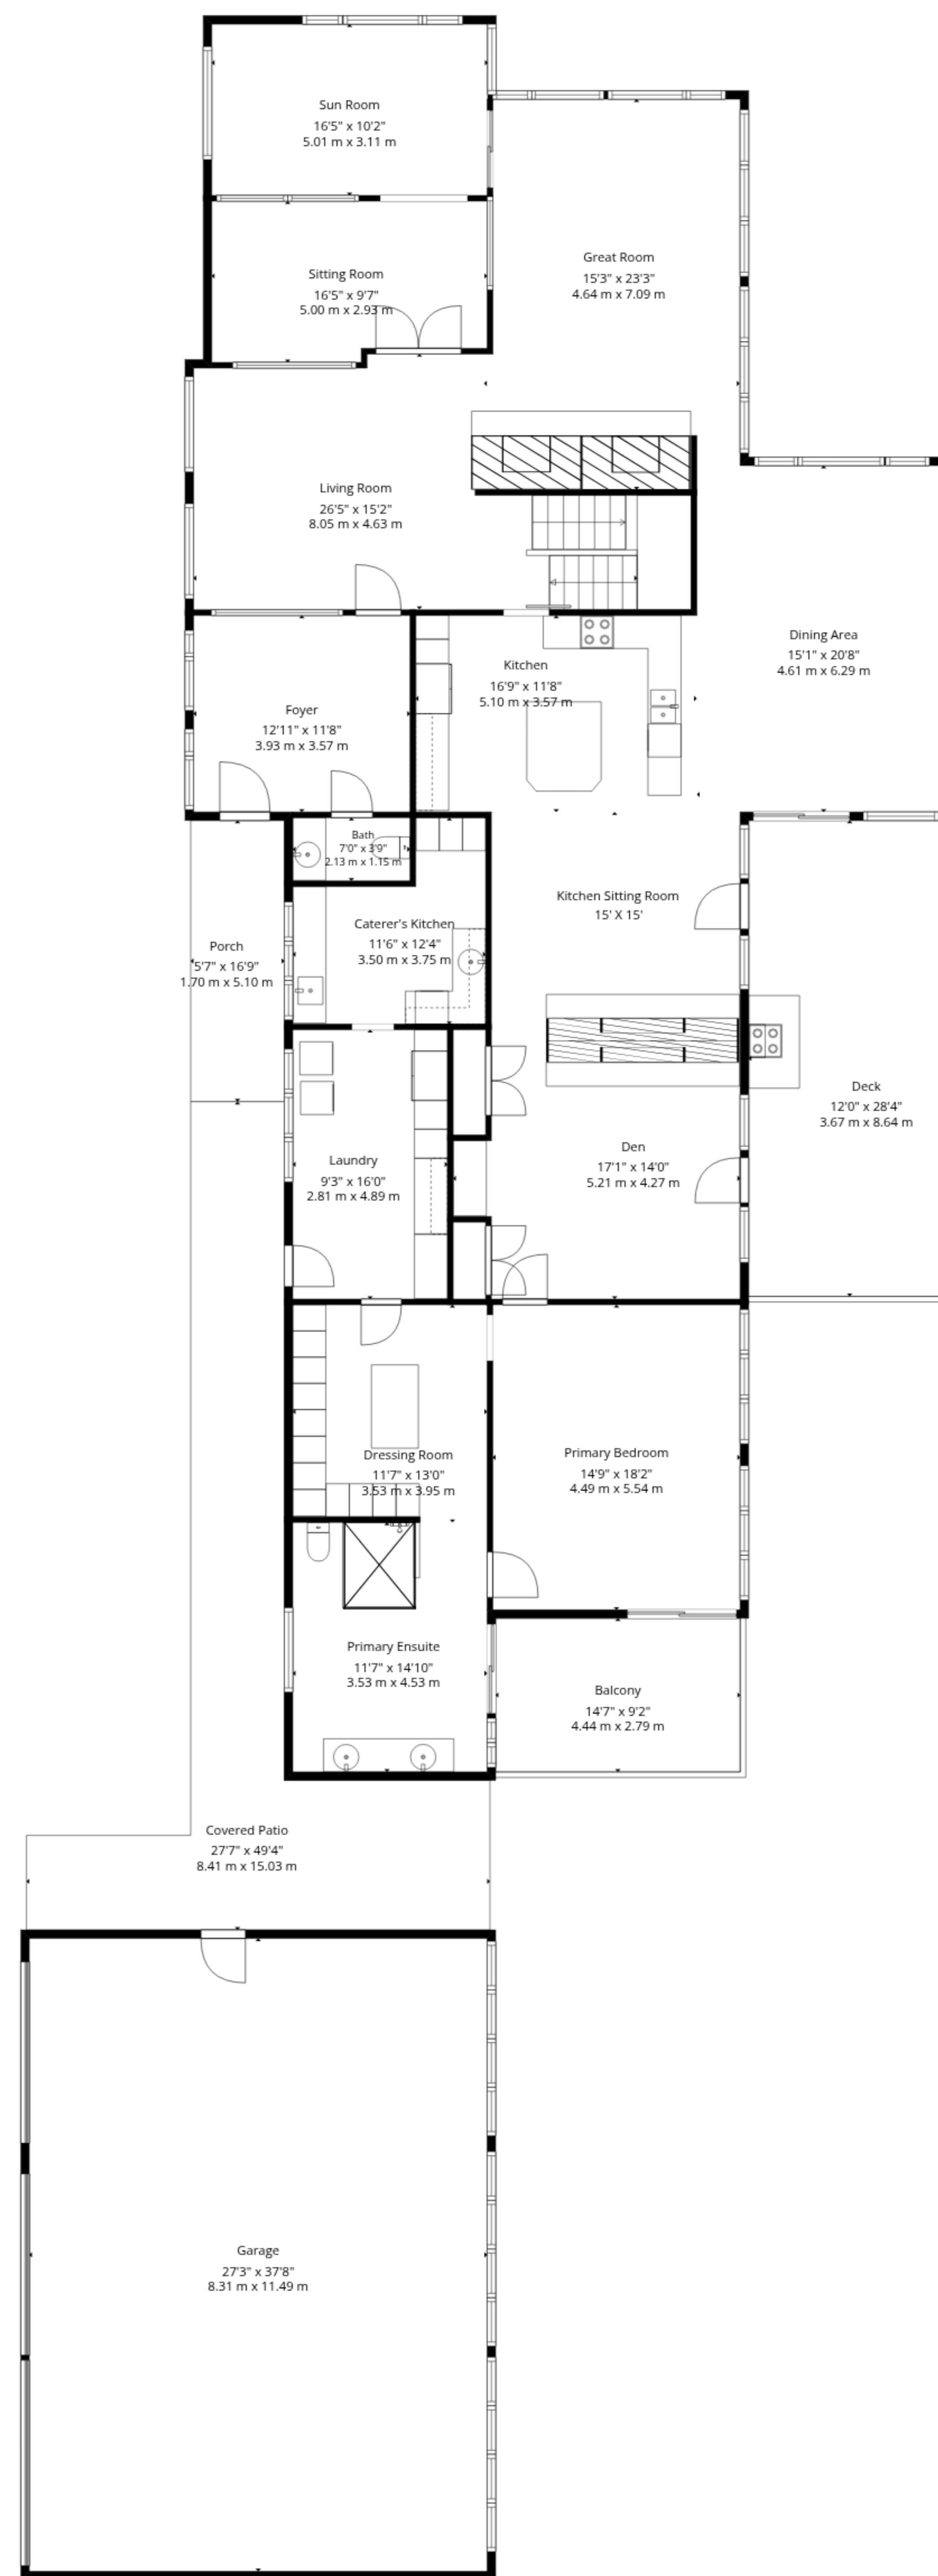 Sun Room
16'5" x 10'2"
5.01 m x 3.11 m
Great Room
15'3" x 23'3"
4.64 m x 7.09 m
Sitting Room
16'5" x 9'7"
5.00 m x 2.93 m
Living Room
26'5" x 15'2"
8.05 m x 4.63 m
Dining Area
15'1" x 20'8"
4.61 m x 6.29 m
Kitchen
16'9" x 11'8"
5.10 m x 3.57 m
Foyer
12'11" x 11'8"
3.93 m x 3.57 m
Bath
7'0" x 3'9"
2.13 m x 1.15 m
Kitchen Sitting Room
15' X 15'
Caterer's Kitchen
11'6" x 12'4"
3.50 m x 3.75 m
Porch
5'7" x 16'9"
1.70 m x 5.10 m
Deck
12'0" x 28'4"
3.67 m x 8.64 m
Den
17'1" x 14'0"
5.21 m x 4.27 m
Laundry
9'3" x 16'0"
2.81 m x 4.89 m
Primary Bedroom
14'9" x 18'2"
4.49 m x 5.54 m
Dressing Room
11'7" x 13'0"
3.53 m x 3.95 m
Primary Ensuite
11'7" x 14'10"
3.53 m x 4.53 m
Balcony
14'7" x 9'2"
4.44 m x 2.79 m
Covered Patio
27'7" x 49'4"
8.41 m x 15.03 m
Garage
27'3" x 37'8"
8.31 m x 11.49 m